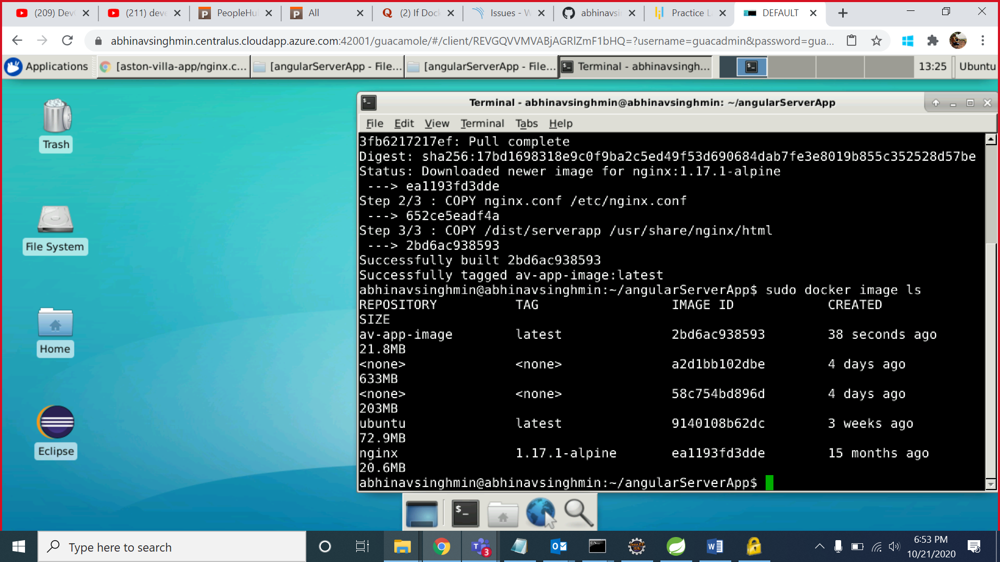 (209) Dev
(211) deve
PeopleHu
All
(2) If Dock
Issues - W
abhinavsi
Practice L
DEFAULT
abhinavsinghmin.centralus.cloudapp.azure.com:42001/guacamole/#/client/REVGQVVMVABjAGRlZmF1bHQ=?username=guacadmin&password=gua...
Applications
[aston-villa-app/nginx.c...
[angularServerApp - File...
[angularServerApp - File...
Terminal - abhinavsingh...
13:25
Ubuntu
Trash
File System
Home
Eclipse
Terminal - abhinavsinghmin@abhinavsinghmin: ~/angularServerApp
File Edit View Terminal Tabs Help
3fb6217217ef: Pull complete
Digest: sha256:17bd1698318e9c0f9ba2c5ed49f53d690684dab7fe3e8019b855c352528d57be
Status: Downloaded newer image for nginx:1.17.1-alpine
---> ea1193fd3dde
Step 2/3 : COPY nginx.conf /etc/nginx.conf
---> 652ce5eadf4a
Step 3/3 : COPY /dist/serverapp /usr/share/nginx/html
---> 2bd6ac938593
Successfully built 2bd6ac938593
Successfully tagged av-app-image:latest
abhinavsinghmin@abhinavsinghmin:~/angularServerApp$ sudo docker image ls
REPOSITORY TAG IMAGE ID CREATED
SIZE
av-app-image latest 2bd6ac938593 38 seconds ago
21.8MB
<none> <none> a2d1bb102dbe 4 days ago
633MB
<none> <none> 58c754bd896d 4 days ago
203MB
ubuntu latest 9140108b62dc 3 weeks ago
72.9MB
nginx 1.17.1-alpine ea1193fd3dde 15 months ago
20.6MB
abhinavsinghmin@abhinavsinghmin:~/angularServerApp$
Type here to search
3
6:53 PM
10/21/2020